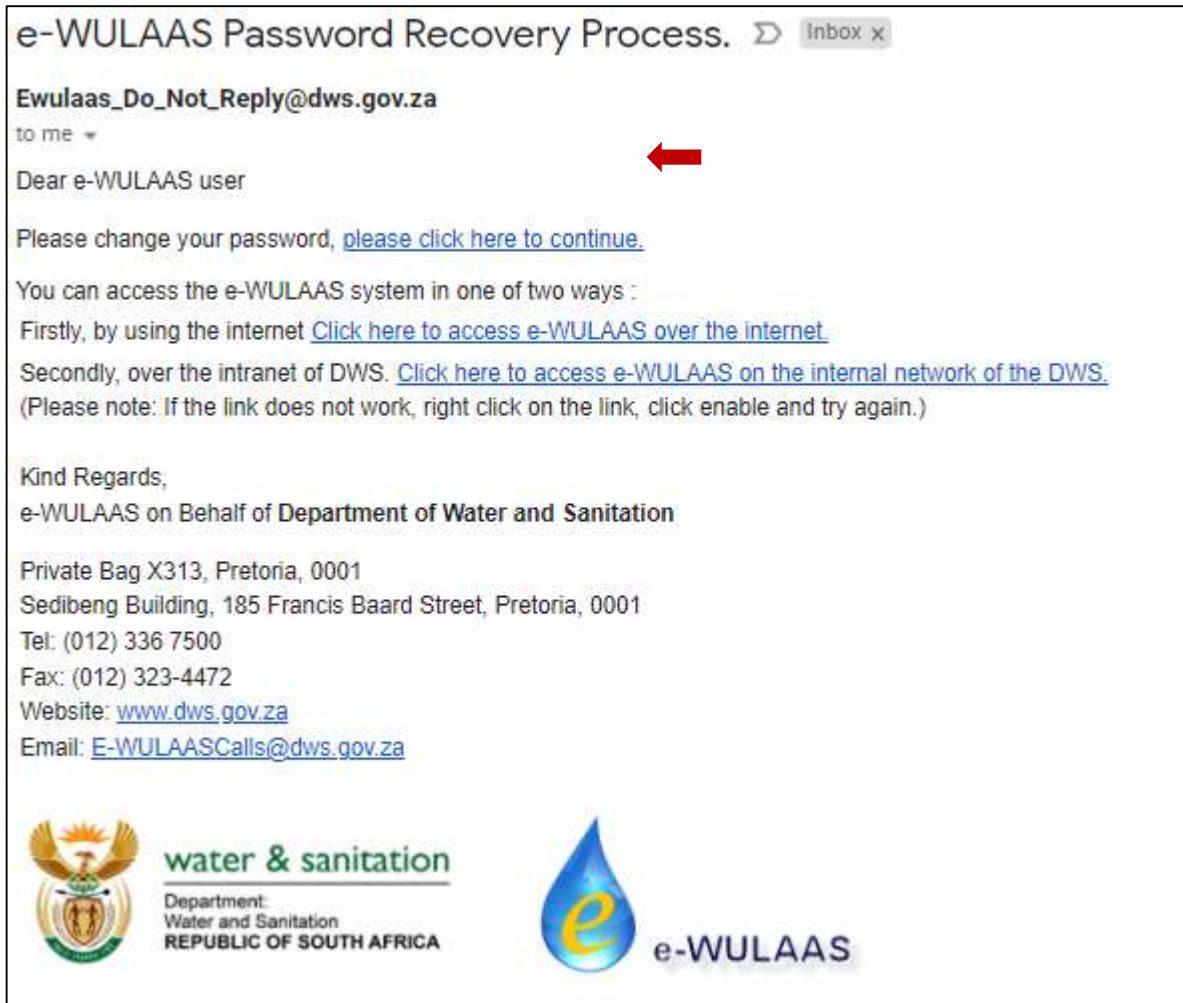 e-WULAAS Password Recovery Process. Inbox x
Ewulaas_Do_Not_Reply@dws.gov.za
to me
Dear e-WULAAS user
Please change your password, please click here to continue.
You can access the e-WULAAS system in one of two ways :
Firstly, by using the internet Click here to access e-WULAAS over the internet.
Secondly, over the intranet of DWS. Click here to access e-WULAAS on the internal network of the DWS.
(Please note: If the link does not work, right click on the link, click enable and try again.)
Kind Regards,
e-WULAAS on Behalf of Department of Water and Sanitation
Private Bag X313, Pretoria, 0001
Sedibeng Building, 185 Francis Baard Street, Pretoria, 0001
Tel: (012) 336 7500
Fax: (012) 323-4472
Website: www.dws.gov.za
Email: E-WULAASCalls@dws.gov.za
water & sanitation
Department:
Water and Sanitation
REPUBLIC OF SOUTH AFRICA
e
e-WULAAS